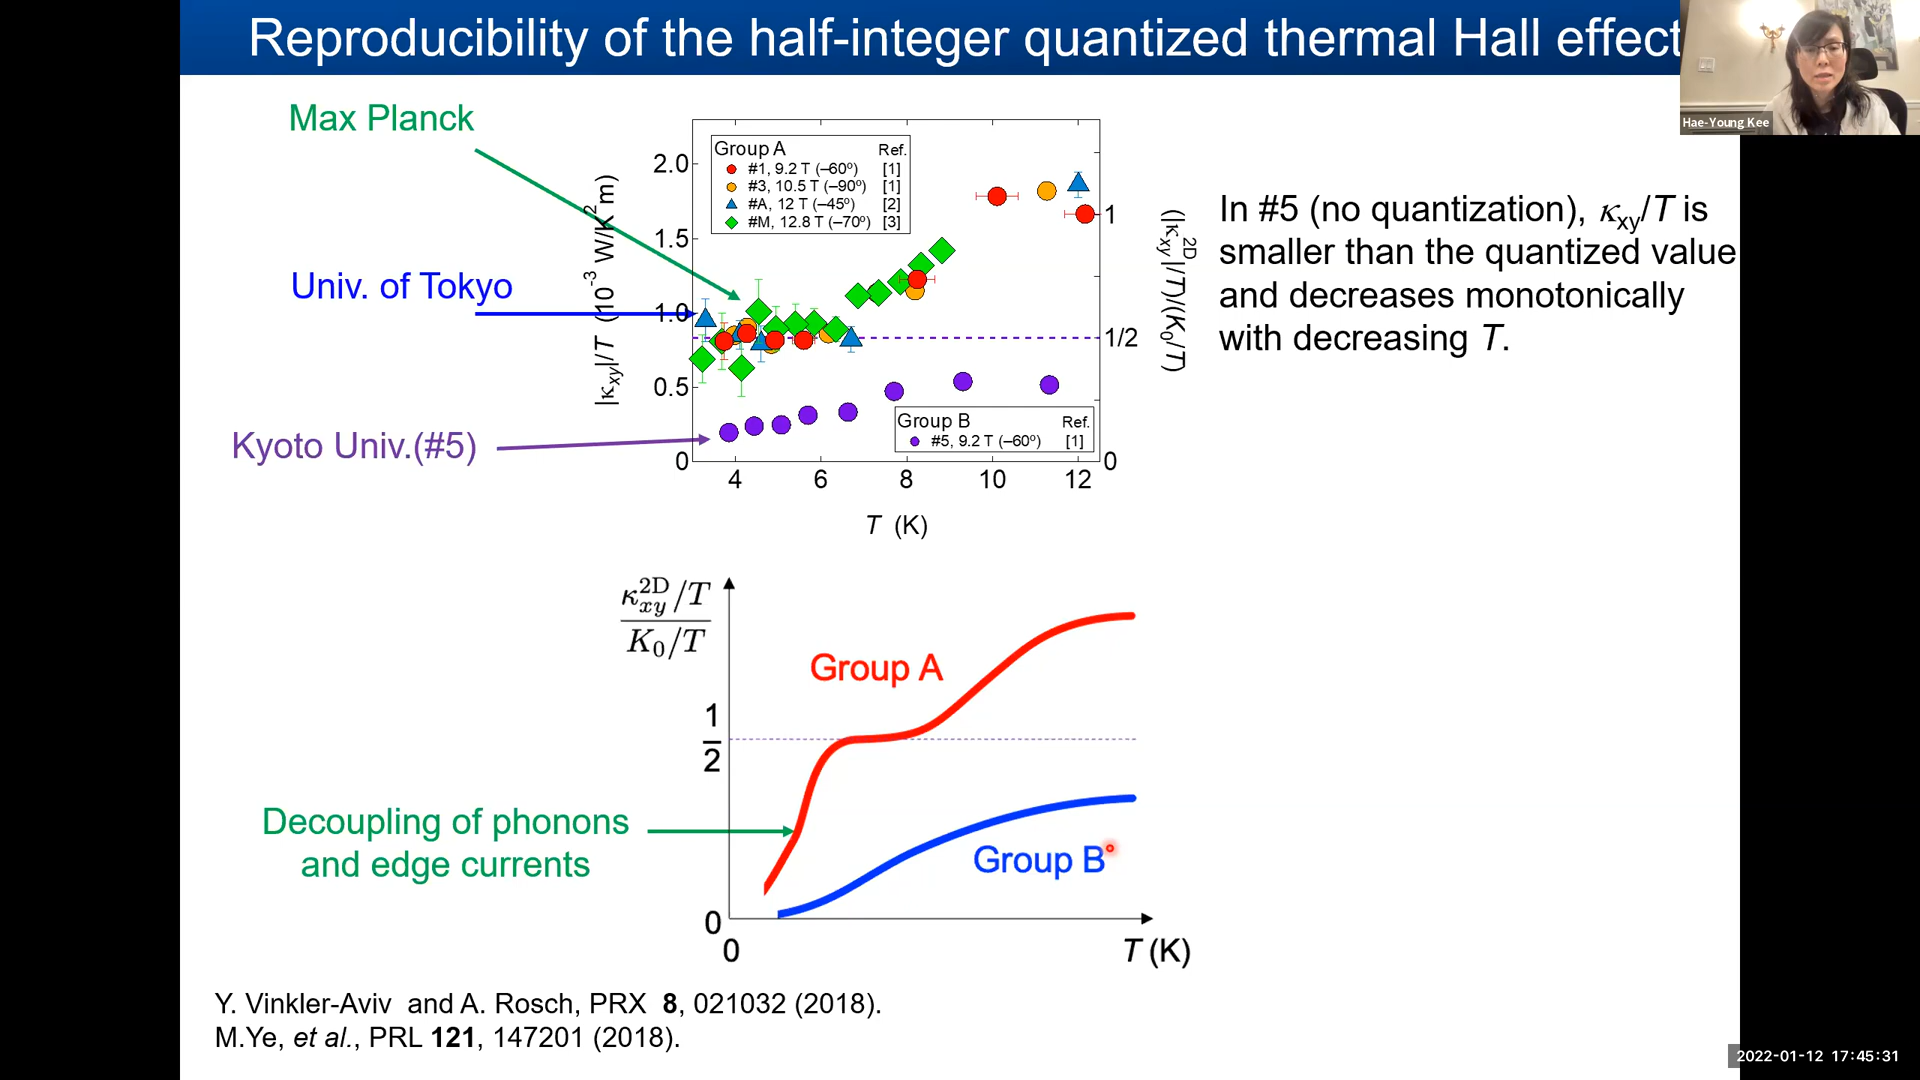 Reproducibility of the half-integer quantized thermal Hall effect
Hae-Young Kee
Max Planck
Univ. of Tokyo
Kyoto Univ.(#5)
|κxy|/T (10⁻³ W/K²m)
2.0
1.5
1.0
0.5
0
Group A Ref.
#1, 9.2 T (–60º) [1]
#3, 10.5 T (–90º) [1]
#A, 12 T (–45º) [2]
#M, 12.8 T (–70º) [3]
Group B Ref.
#5, 9.2 T (–60º) [1]
1
1/2
0
(|κxy^2D|/T)/(K₀/T)
4 6 8 10 12
T (K)
In #5 (no quantization), κxy/T is
smaller than the quantized value
and decreases monotonically
with decreasing T.
κxy^2D/T
K₀/T
Group A
1
2
Group B
Decoupling of phonons
and edge currents
0
0
T (K)
Y. Vinkler-Aviv and A. Rosch, PRX 8, 021032 (2018).
M.Ye, et al., PRL 121, 147201 (2018).
2022-01-12 17:45:31